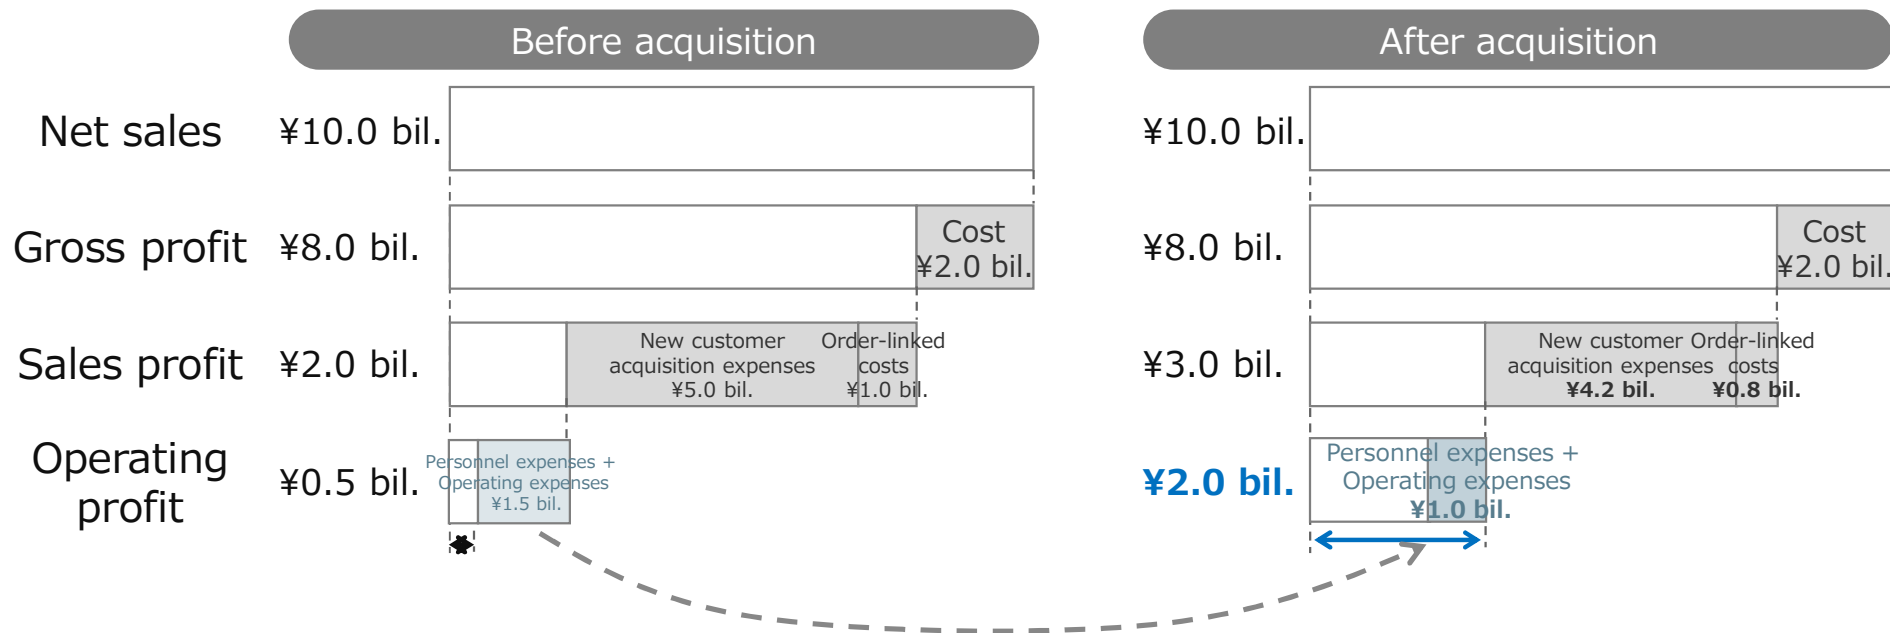 Before acquisition
After acquisition
Net sales
¥10.0 bil.
¥10.0 bil.
Gross profit
¥8.0 bil.
Cost
¥2.0 bil.
¥8.0 bil.
Cost
¥2.0 bil.
Sales profit
¥2.0 bil.
New customer
acquisition expenses
¥5.0 bil.
Order-linked
costs
¥1.0 bil.
¥3.0 bil.
New customer
acquisition expenses
¥4.2 bil.
Order-linked
costs
¥0.8 bil.
Operating
profit
¥0.5 bil.
Personnel expenses +
Operating expenses
¥1.5 bil.
¥2.0 bil.
Personnel expenses +
Operating expenses
¥1.0 bil.